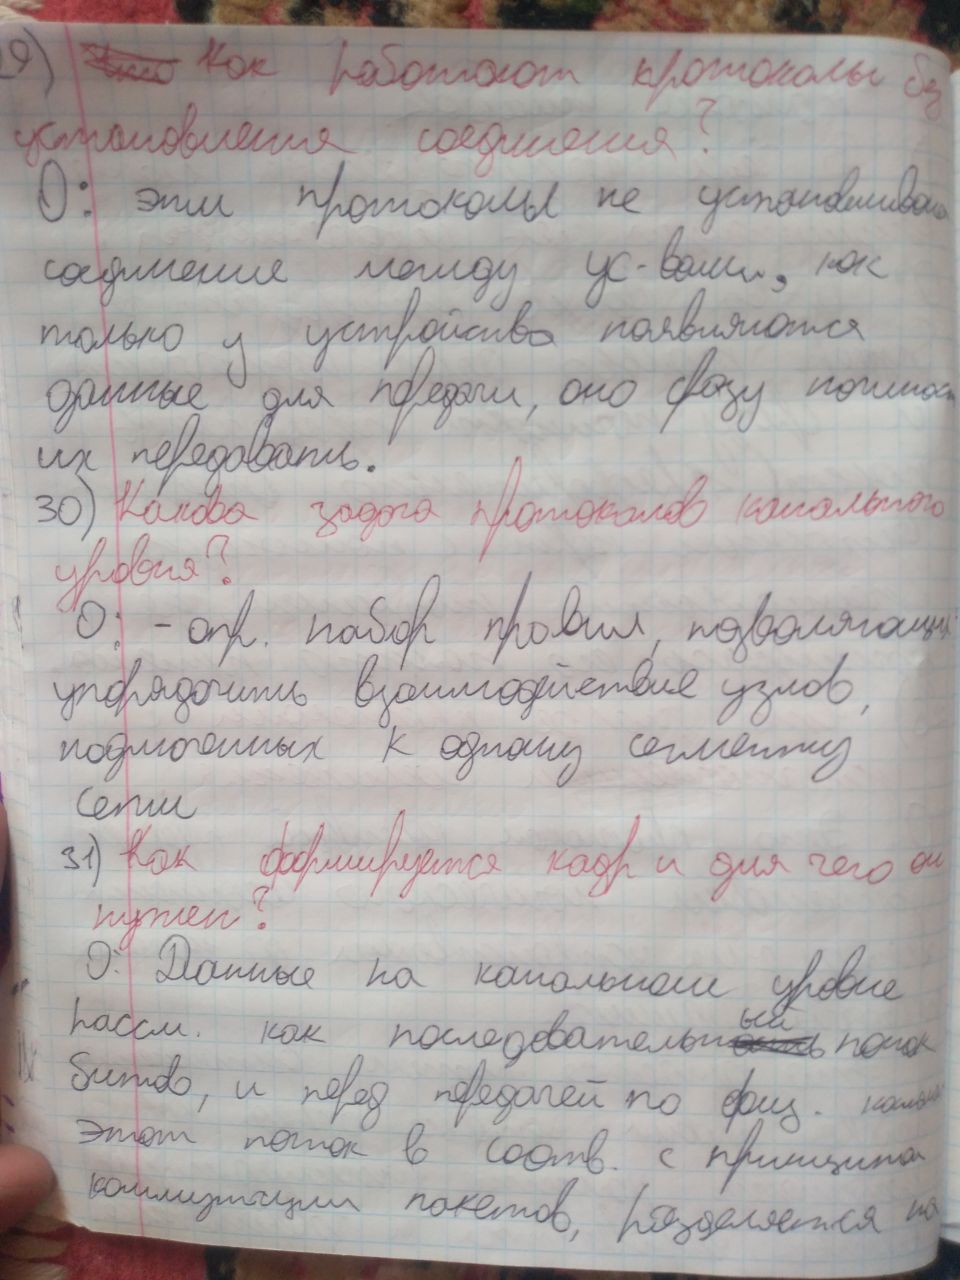 29) Как работают протоколы без
установления соединения?
О: эти протоколы не устанавливают
соединение между ус-вами, как
только у устройства появляются
данные для передачи, оно сразу начинает
их передавать.
30) Какова задача протоколов канального
уровня?
О: - опр. набор правил, позволяющих
упорядочить взаимодействие узлов,
подключенных к одному сегменту
сети
31) Как формируется кадр и для чего он
нужен?
О: Данные на канальном уровне
рассм. как последовательный поток
битов, и перед передачей по физ. каналу
этот поток в соотв. с принципом
коммутации пакетов, разделяется на